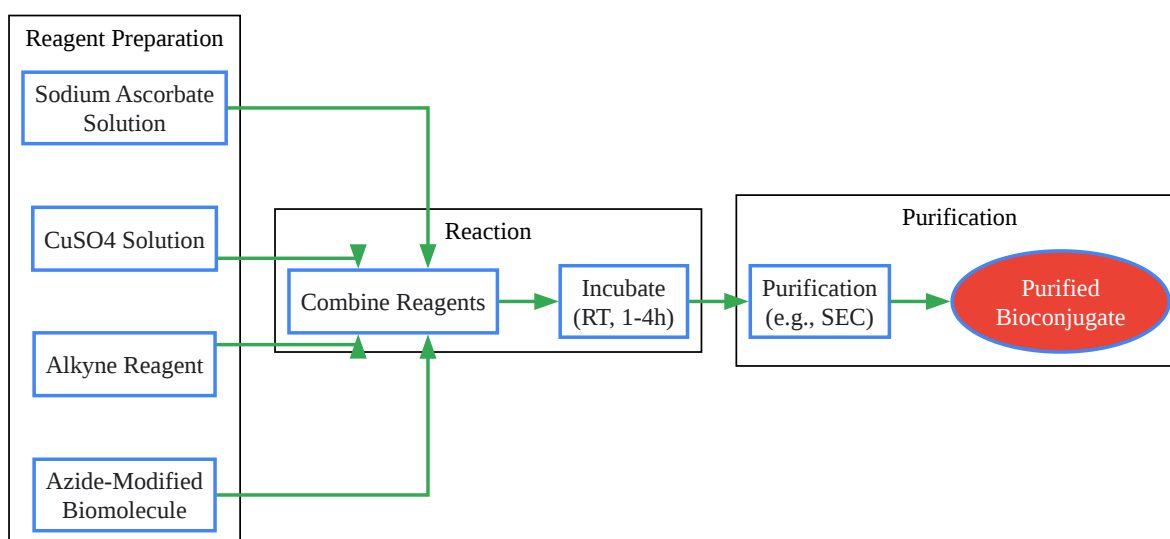 Reagent Preparation
Sodium Ascorbate
Solution
CuSO4 Solution
Alkyne Reagent
Azide-Modified
Biomolecule
Reaction
Combine Reagents
Incubate
(RT, 1-4h)
Purification
Purification
(e.g., SEC)
Purified
Bioconjugate